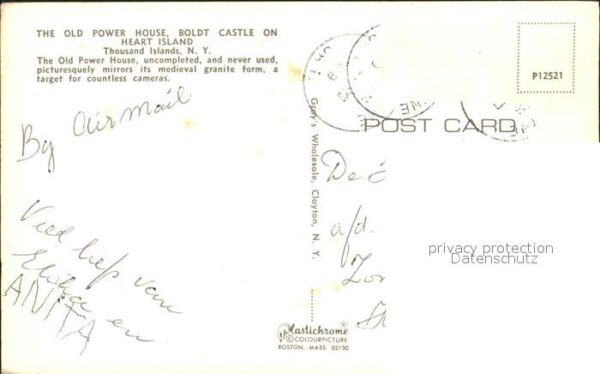 THE OLD POWER HOUSE, BOLDT CASTLE ON
HEART ISLAND
Thousand Islands, N. Y.
The Old Power House, uncompleted, and never used,
picturesquely mirrors its medieval granite form, a
target for countless cameras.
By air mail
Veel liefs van
en
ANITA
Gray's Wholesale, Clayton, N. Y.
Plastichrome
© COLOURPICTURE
BOSTON, MASS. 02130
P12521
POST CARD
De
a/d.
privacy protection
Datenschutz